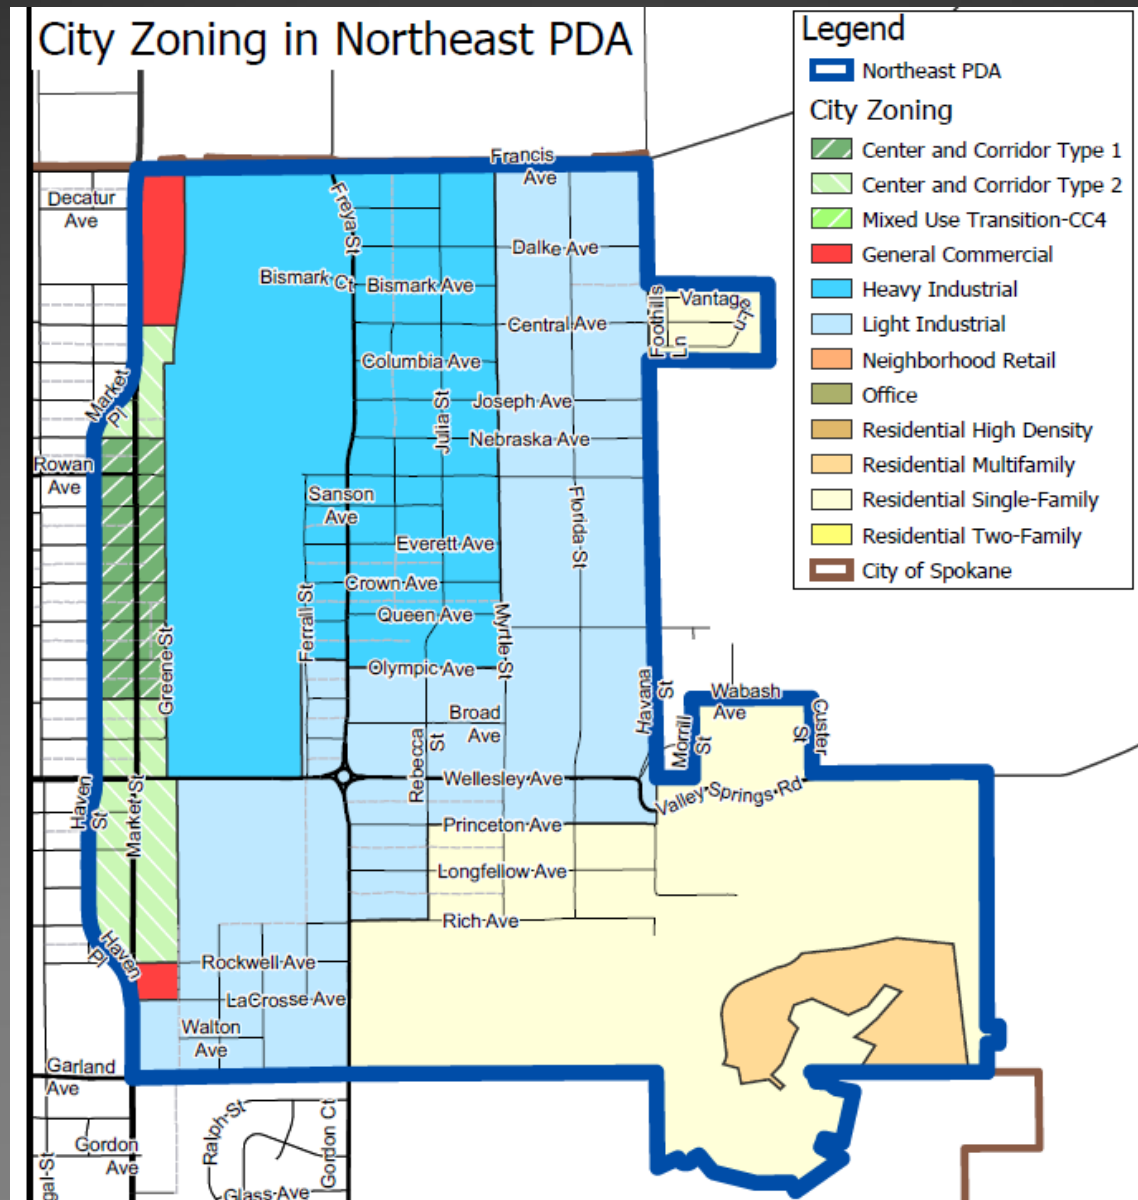 City Zoning in Northeast PDA
Legend
Northeast PDA
City Zoning
Center and Corridor Type 1
Center and Corridor Type 2
Mixed Use Transition-CC4
General Commercial
Heavy Industrial
Light Industrial
Neighborhood Retail
Office
Residential High Density
Residential Multifamily
Residential Single-Family
Residential Two-Family
City of Spokane
Francis
Ave
Decatur
Ave
Freya St
Dalke Ave
Bismark Ct
Bismark Ave
Foothills
Ln
Vantage
Ln
Central Ave
Columbia Ave
Market
Pl
Julia St
Joseph Ave
Nebraska Ave
Rowan
Ave
Sanson
Ave
Florida St
Everett Ave
Crown Ave
Ferrall St
Queen Ave
Myrtle St
Greene St
Olympic Ave
Havana
St
Wabash
Ave
Morrill
St
Custer
St
Broad
Ave
Rebecca
St
Wellesley Ave
Haven
St
Market St
Valley Springs Rd
Princeton Ave
Longfellow Ave
Rich Ave
Haven
Pl
Rockwell Ave
LaCrosse Ave
Walton
Ave
Garland
Ave
Ralph St
Gordon Ct
Gordon
Ave
gal St
Glass Ave